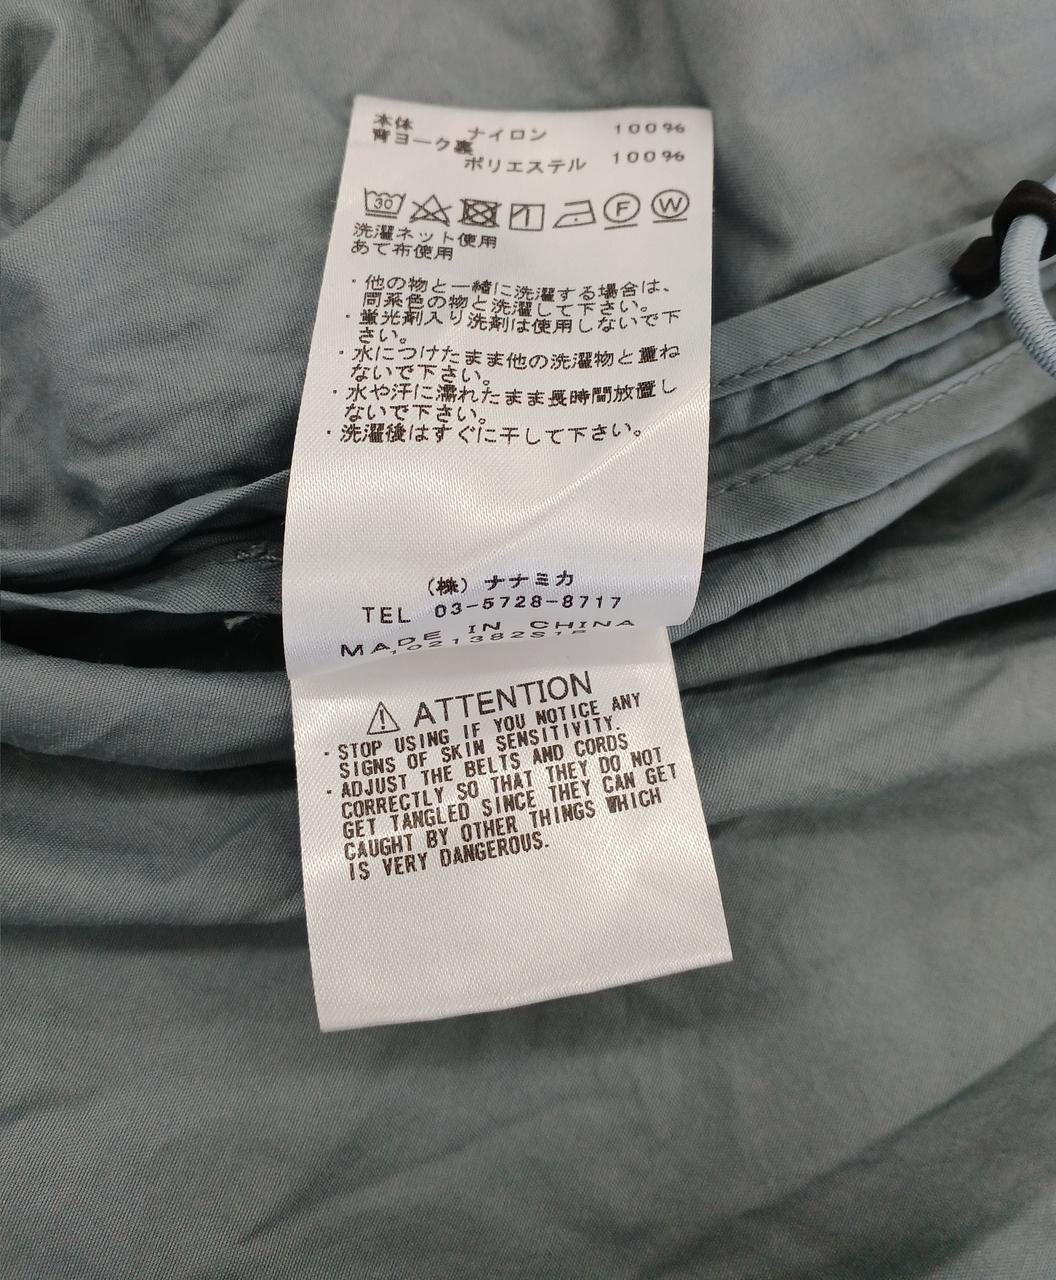 本体 ナイロン 100%
背ヨーク裏
ポリエステル 100%
30 F W
洗濯ネット使用
あて布使用
・他の物と一緒に洗濯する場合は、
同系色の物と洗濯して下さい。
・蛍光剤入り洗剤は使用しないで下
さい。
・水につけたまま他の洗濯物と重ね
ないで下さい。
・水や汗に濡れたまま長時間放置し
ないで下さい。
・洗濯後はすぐに干して下さい。
(株) ナナミカ
TEL 03-5728-8717
MADE IN CHINA
⚠ ATTENTION
・STOP USING IF YOU NOTICE ANY
SIGNS OF SKIN SENSITIVITY.
・ADJUST THE BELTS AND CORDS
CORRECTLY SO THAT THEY DO NOT
GET TANGLED SINCE THEY CAN GET
CAUGHT BY OTHER THINGS WHICH
IS VERY DANGEROUS.